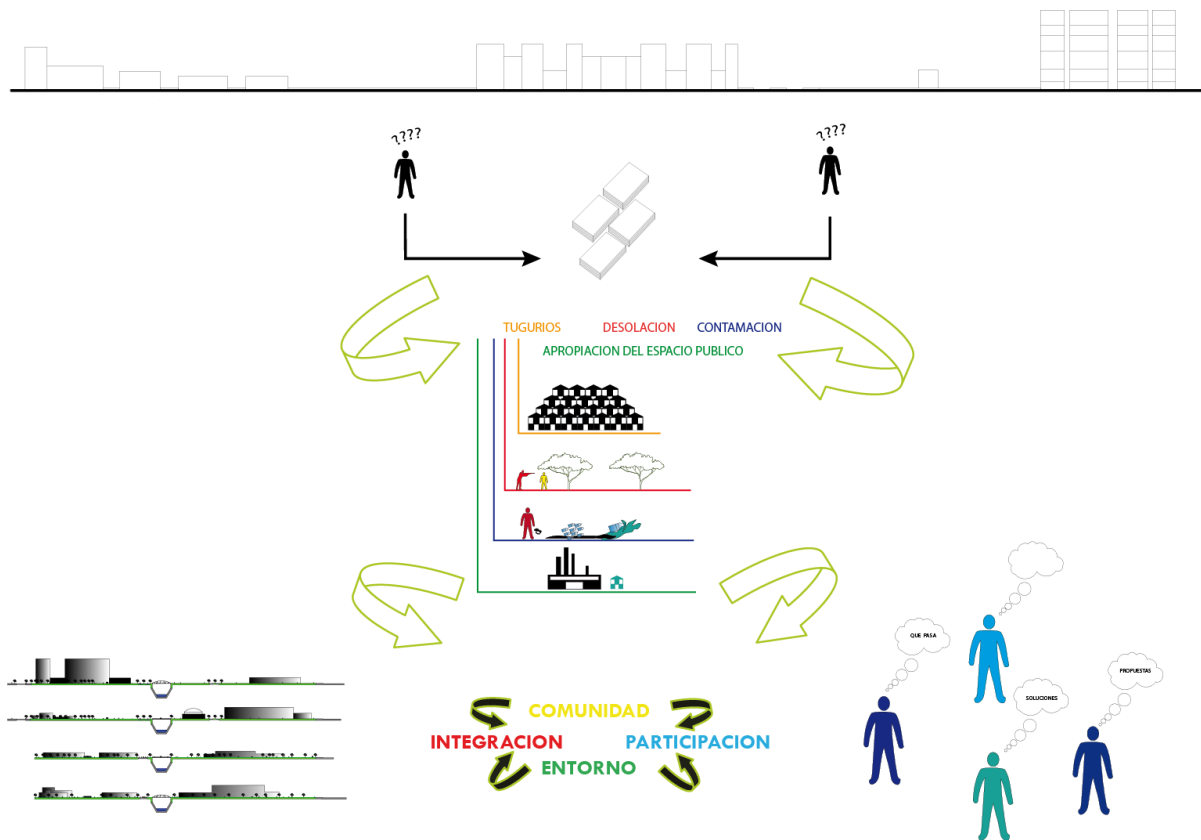 ???? ????
TUGURIOS DESOLACION CONTAMACION
APROPIACION DEL ESPACIO PUBLICO
QUE PASA
PROPUESTAS
SOLUCIONES
COMUNIDAD
INTEGRACION PARTICIPACION
ENTORNO